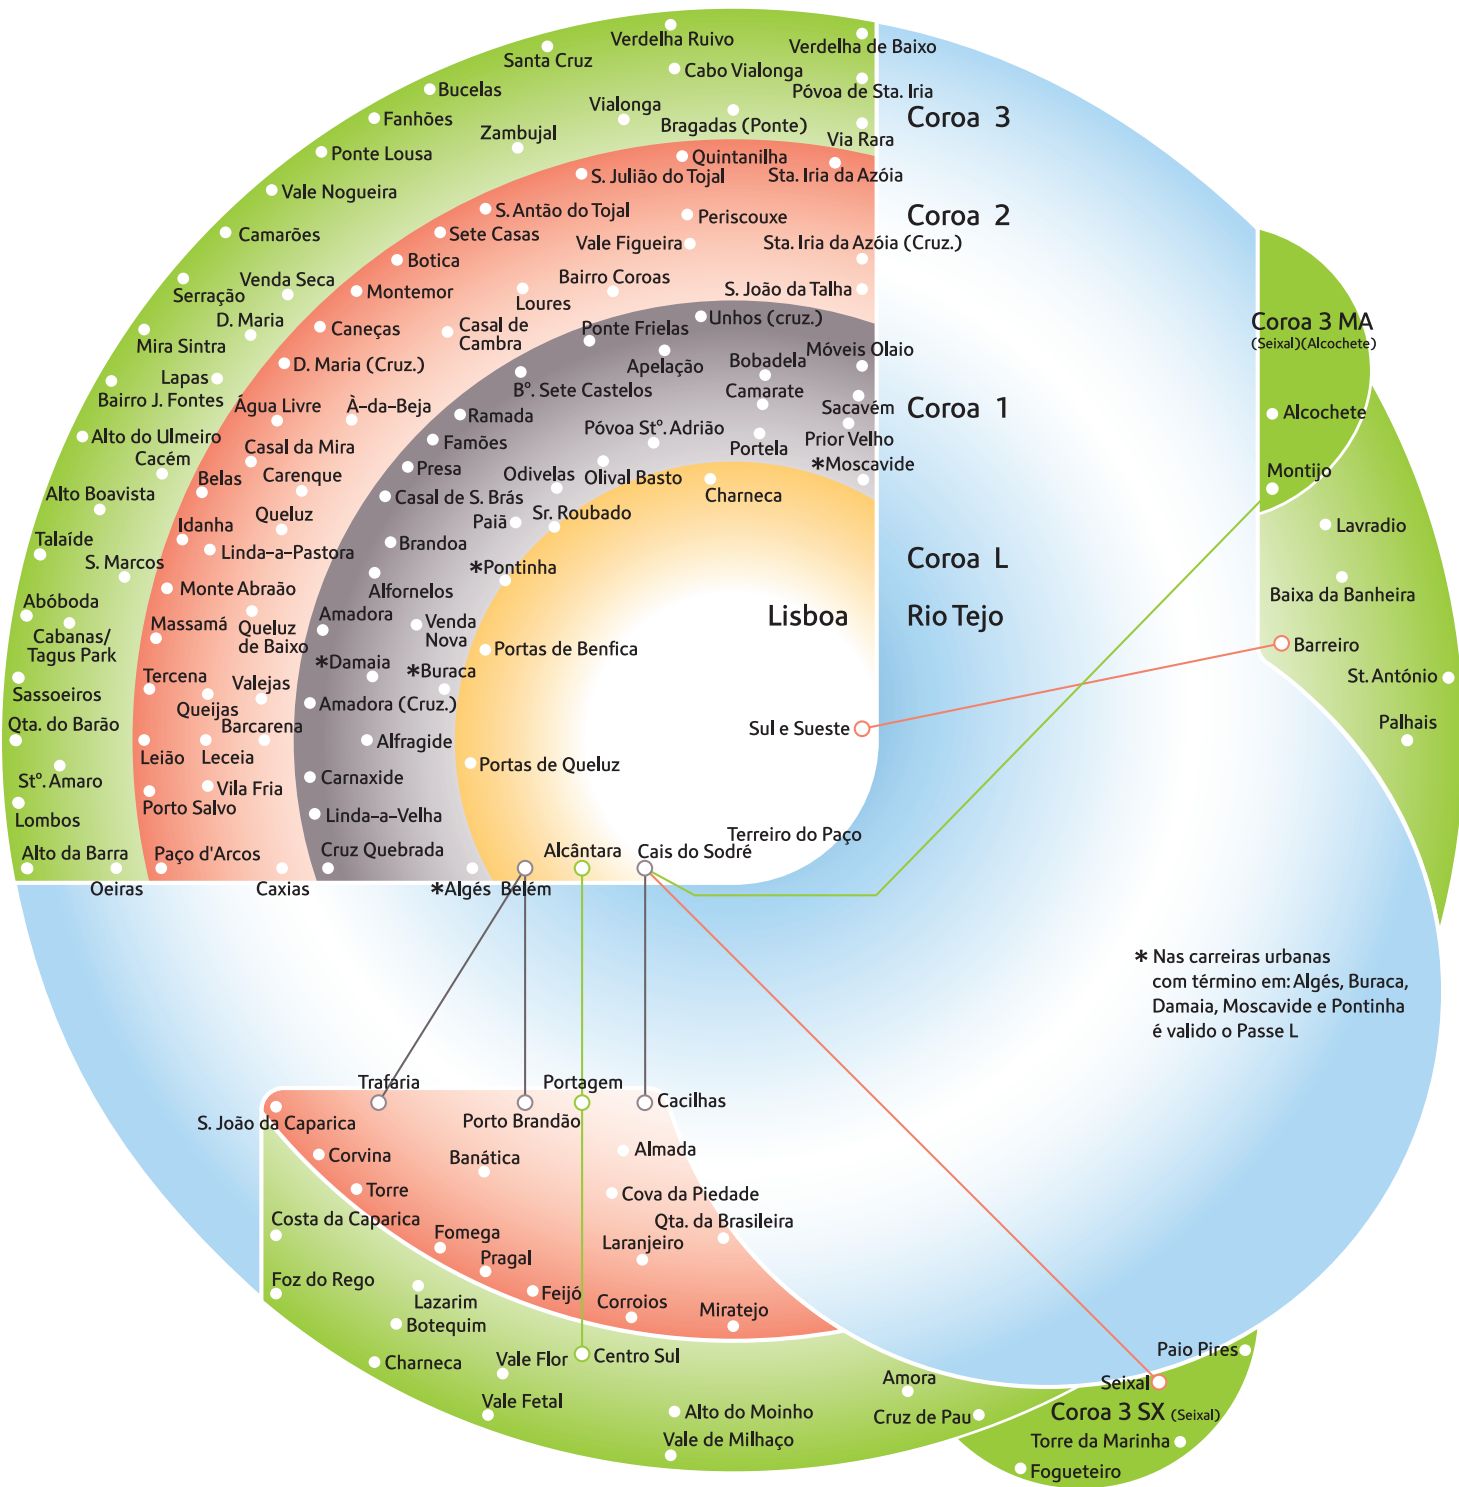 Verdelha Ruivo
Verdelha de Baixo
Santa Cruz
Cabo Vialonga
Bucelas
Póvoa de Sta. Iria
Vialonga
Fanhões
Coroa 3
Bragadas (Ponte)
Zambujal
Via Rara
Ponte Lousa
Quintanilha
S. Julião do Tojal
Sta. Iria da Azóia
Vale Nogueira
S. Antão do Tojal
Periscouxe
Coroa 2
Camarões
Sete Casas
Vale Figueira
Sta. Iria da Azóia (Cruz.)
Botica
Venda Seca
Bairro Coroas
Serração
Montemor
Loures
S. João da Talha
D. Maria
Caneças
Casal de
Cambra
Ponte Frielas
Unhos (cruz.)
Coroa 3 MA
(Seixal)(Alcochete)
Mira Sintra
D. Maria (Cruz.)
Apelação
Bobadela
Móveis Olaio
Lapas
Bº. Sete Castelos
Camarate
Bairro J. Fontes
Água Livre
À-da-Beja
Ramada
Sacavém
Coroa 1
Alcochete
Alto do Ulmeiro
Casal da Mira
Famões
Póvoa Stº. Adrião
Portela
Prior Velho
Cacém
Belas
Carenque
Presa
Odivelas
Olival Basto
*Moscavide
Montijo
Alto Boavista
Casal de S. Brás
Charneca
Idanha
Queluz
Paiã
Sr. Roubado
Lavradio
Talaíde
Linda-a-Pastora
Brandoa
S. Marcos
*Pontinha
Coroa L
Monte Abraão
Alfornelos
Baixa da Banheira
Abóboda
Massamá
Queluz
de Baixo
Amadora
Venda
Nova
Lisboa
Rio Tejo
Cabanas/
Tagus Park
Portas de Benfica
Barreiro
*Damaia
*Buraca
Tercena
Valejas
St. António
Sassoeiros
Queijas
Amadora (Cruz.)
Qta. do Barão
Barcarena
Sul e Sueste
Palhais
Leião
Leceia
Alfragide
Portas de Queluz
Stº. Amaro
Vila Fria
Carnaxide
Porto Salvo
Linda-a-Velha
Lombos
Terreiro do Paço
Alto da Barra
Paço d'Arcos
Cruz Quebrada
Alcântara
Cais do Sodré
Oeiras
Caxias
*Algés
Belém
* Nas carreiras urbanas
com término em: Algés, Buraca,
Damaia, Moscavide e Pontinha
é valido o Passe L
Trafaria
Portagem
Cacilhas
S. João da Caparica
Porto Brandão
Corvina
Banática
Almada
Torre
Cova da Piedade
Costa da Caparica
Qta. da Brasileira
Fomega
Laranjeiro
Pragal
Foz do Rego
Feijó
Lazarim
Corroios
Miratejo
Botequim
Charneca
Vale Flor
Centro Sul
Paio Pires
Amora
Seixal
Vale Fetal
Alto do Moinho
Cruz de Pau
Coroa 3 SX (Seixal)
Vale de Milhaço
Torre da Marinha
Fogueteiro